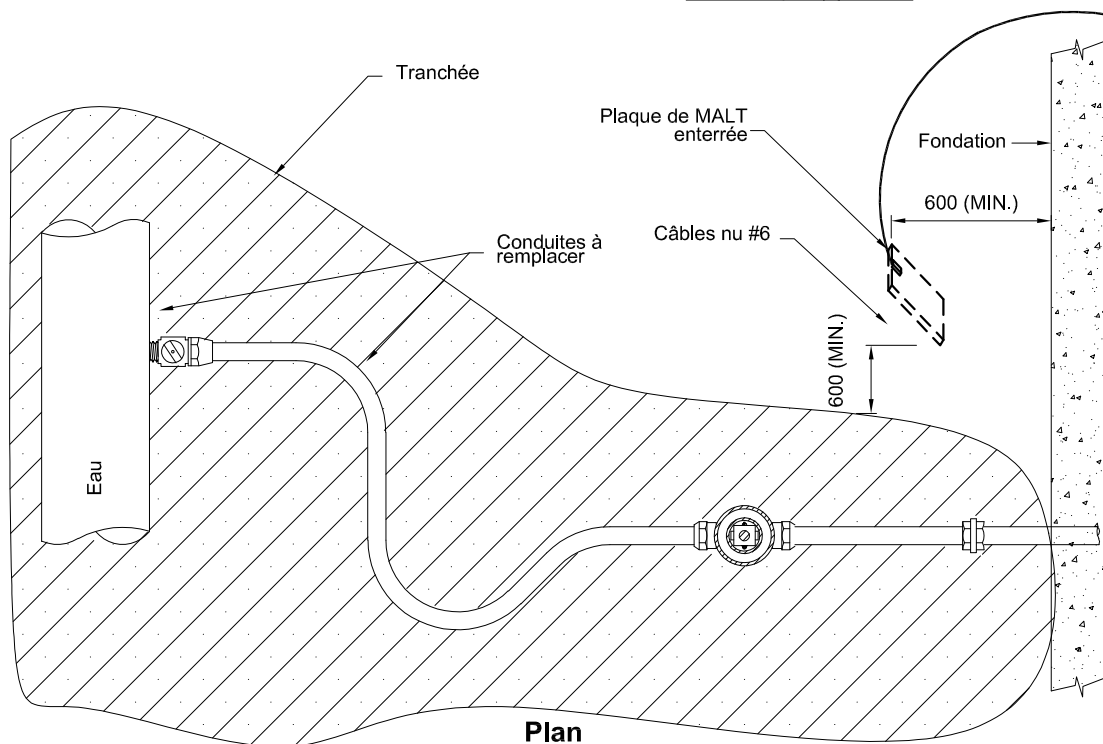 Tranchée
Plaque de MALT
enterrée
Fondation
600 (MIN.)
Câbles nu #6
Conduites à
remplacer
600 (MIN.)
Eau
Plan